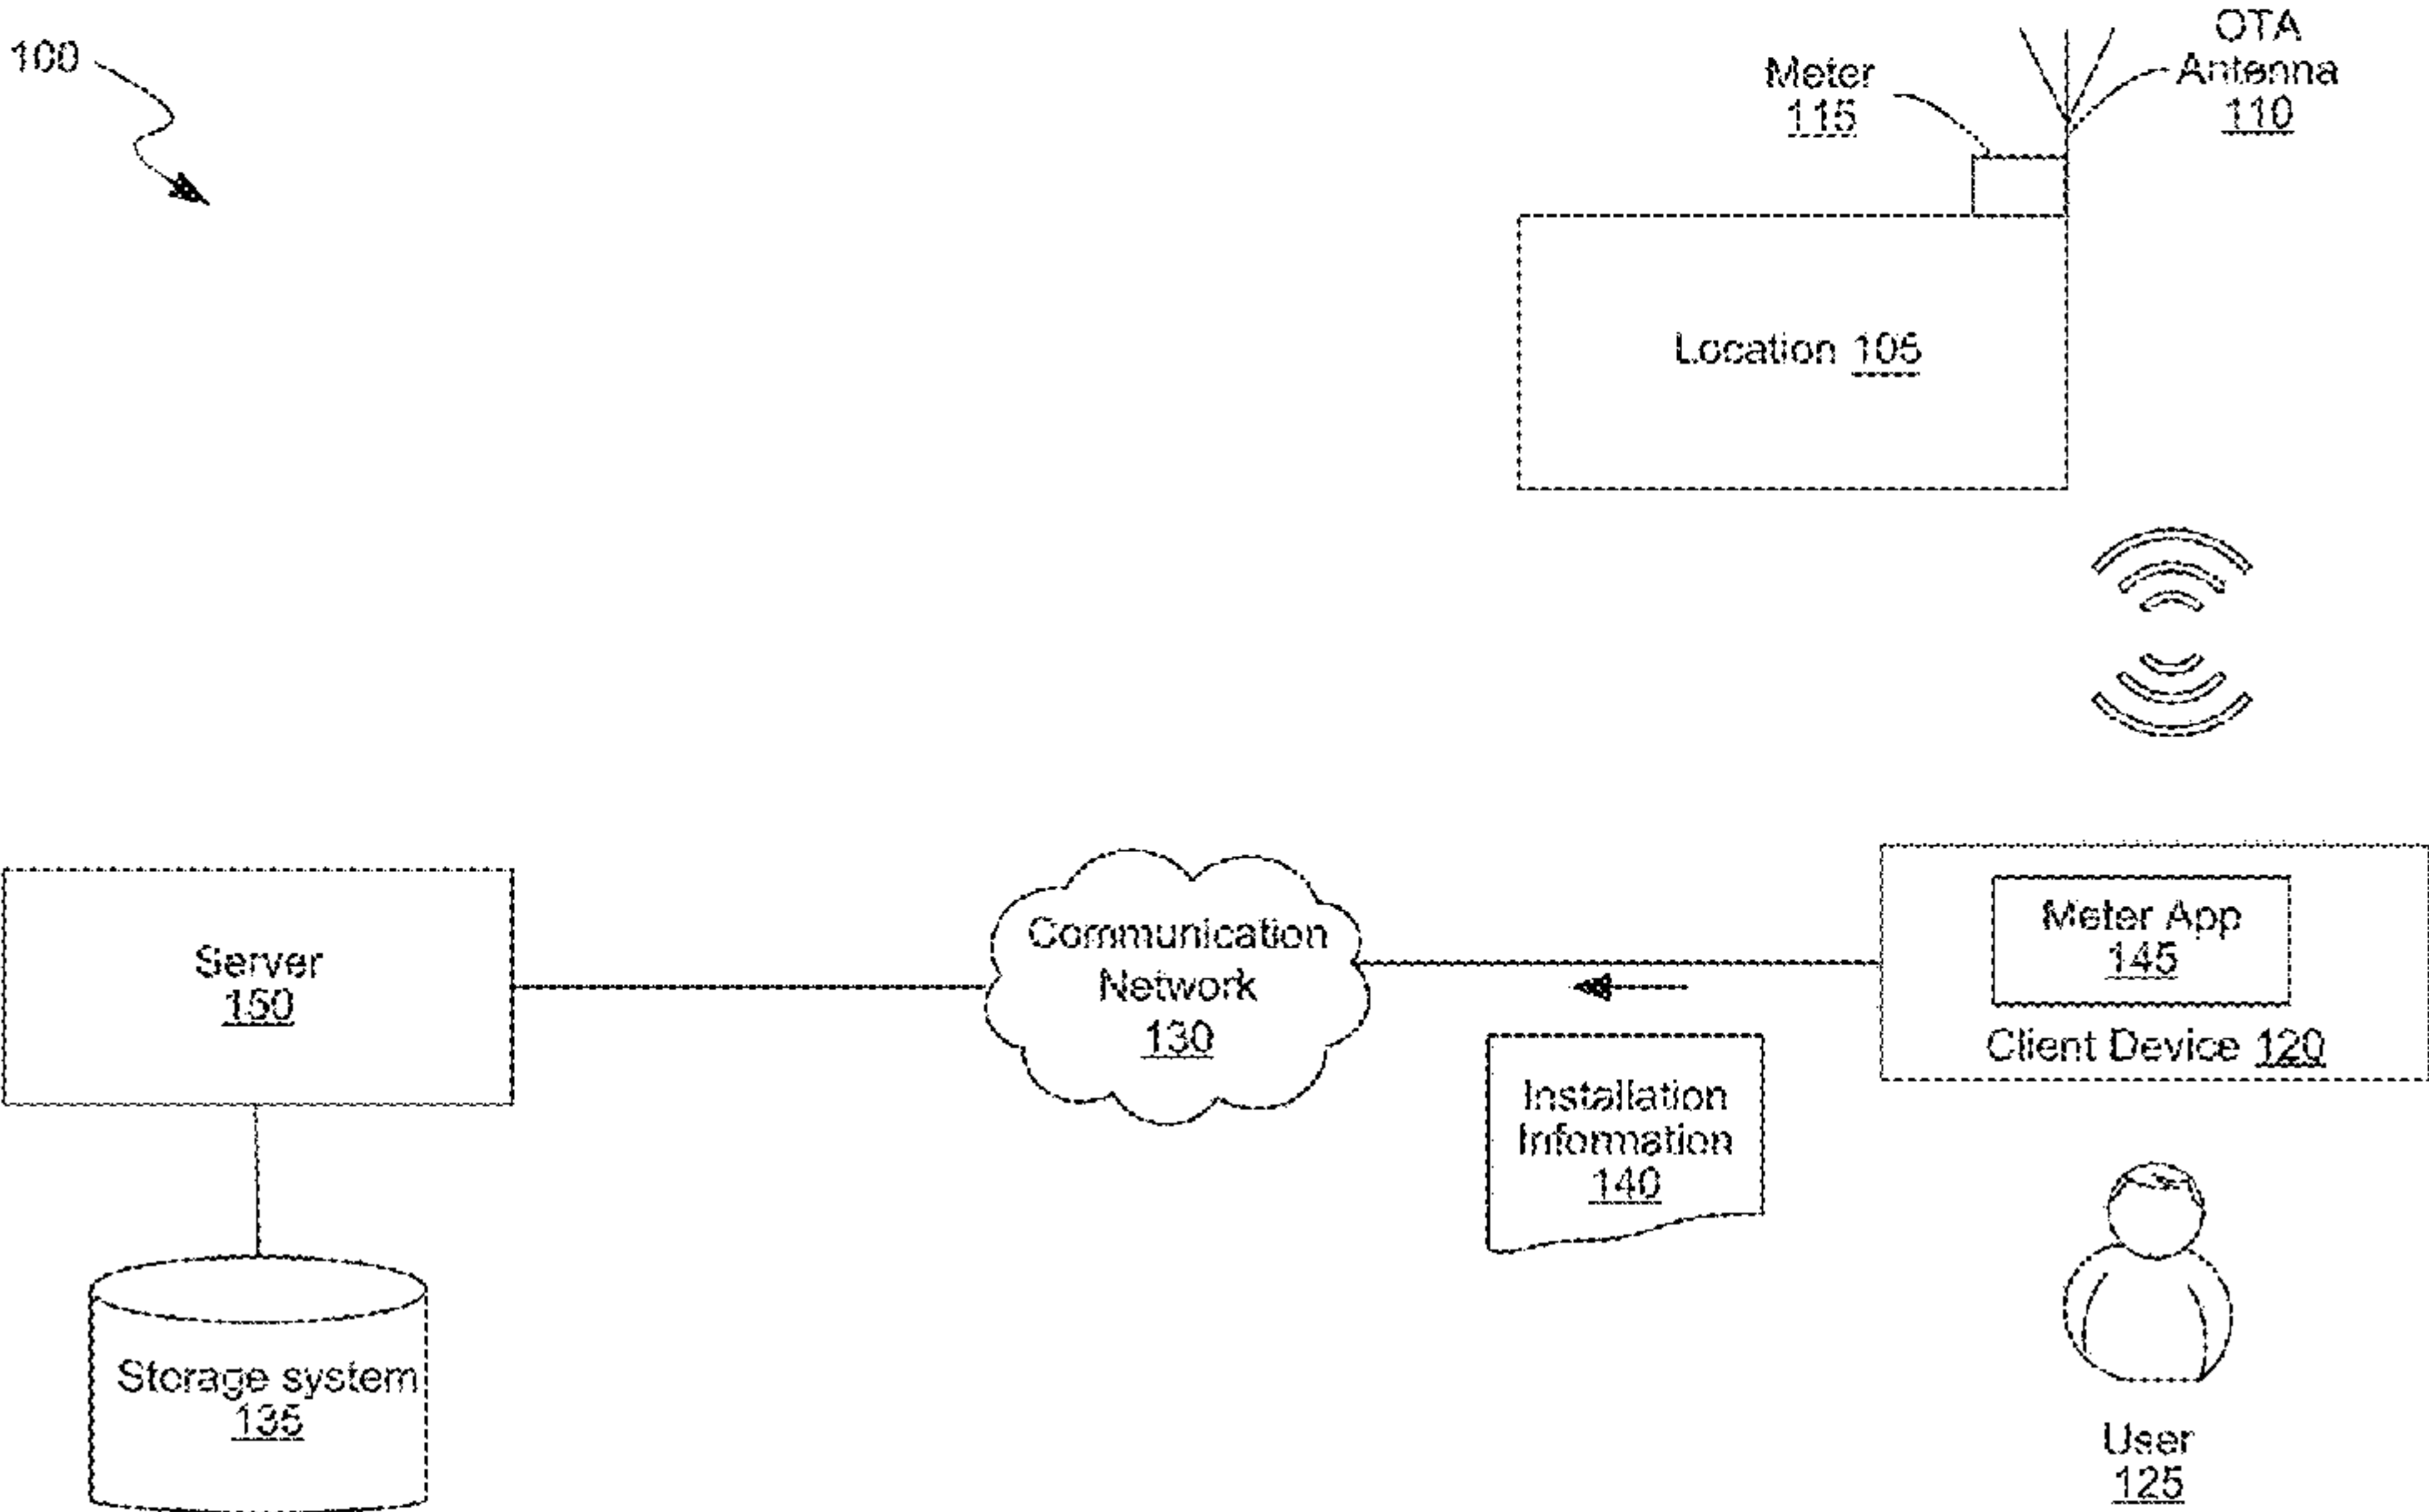 100
OTA
Antenna
110
Meter
115
Location 105
Server
150
Communication
Network
130
Meter App
145
Client Device 120
Installation
Information
140
Storage system
135
User
125